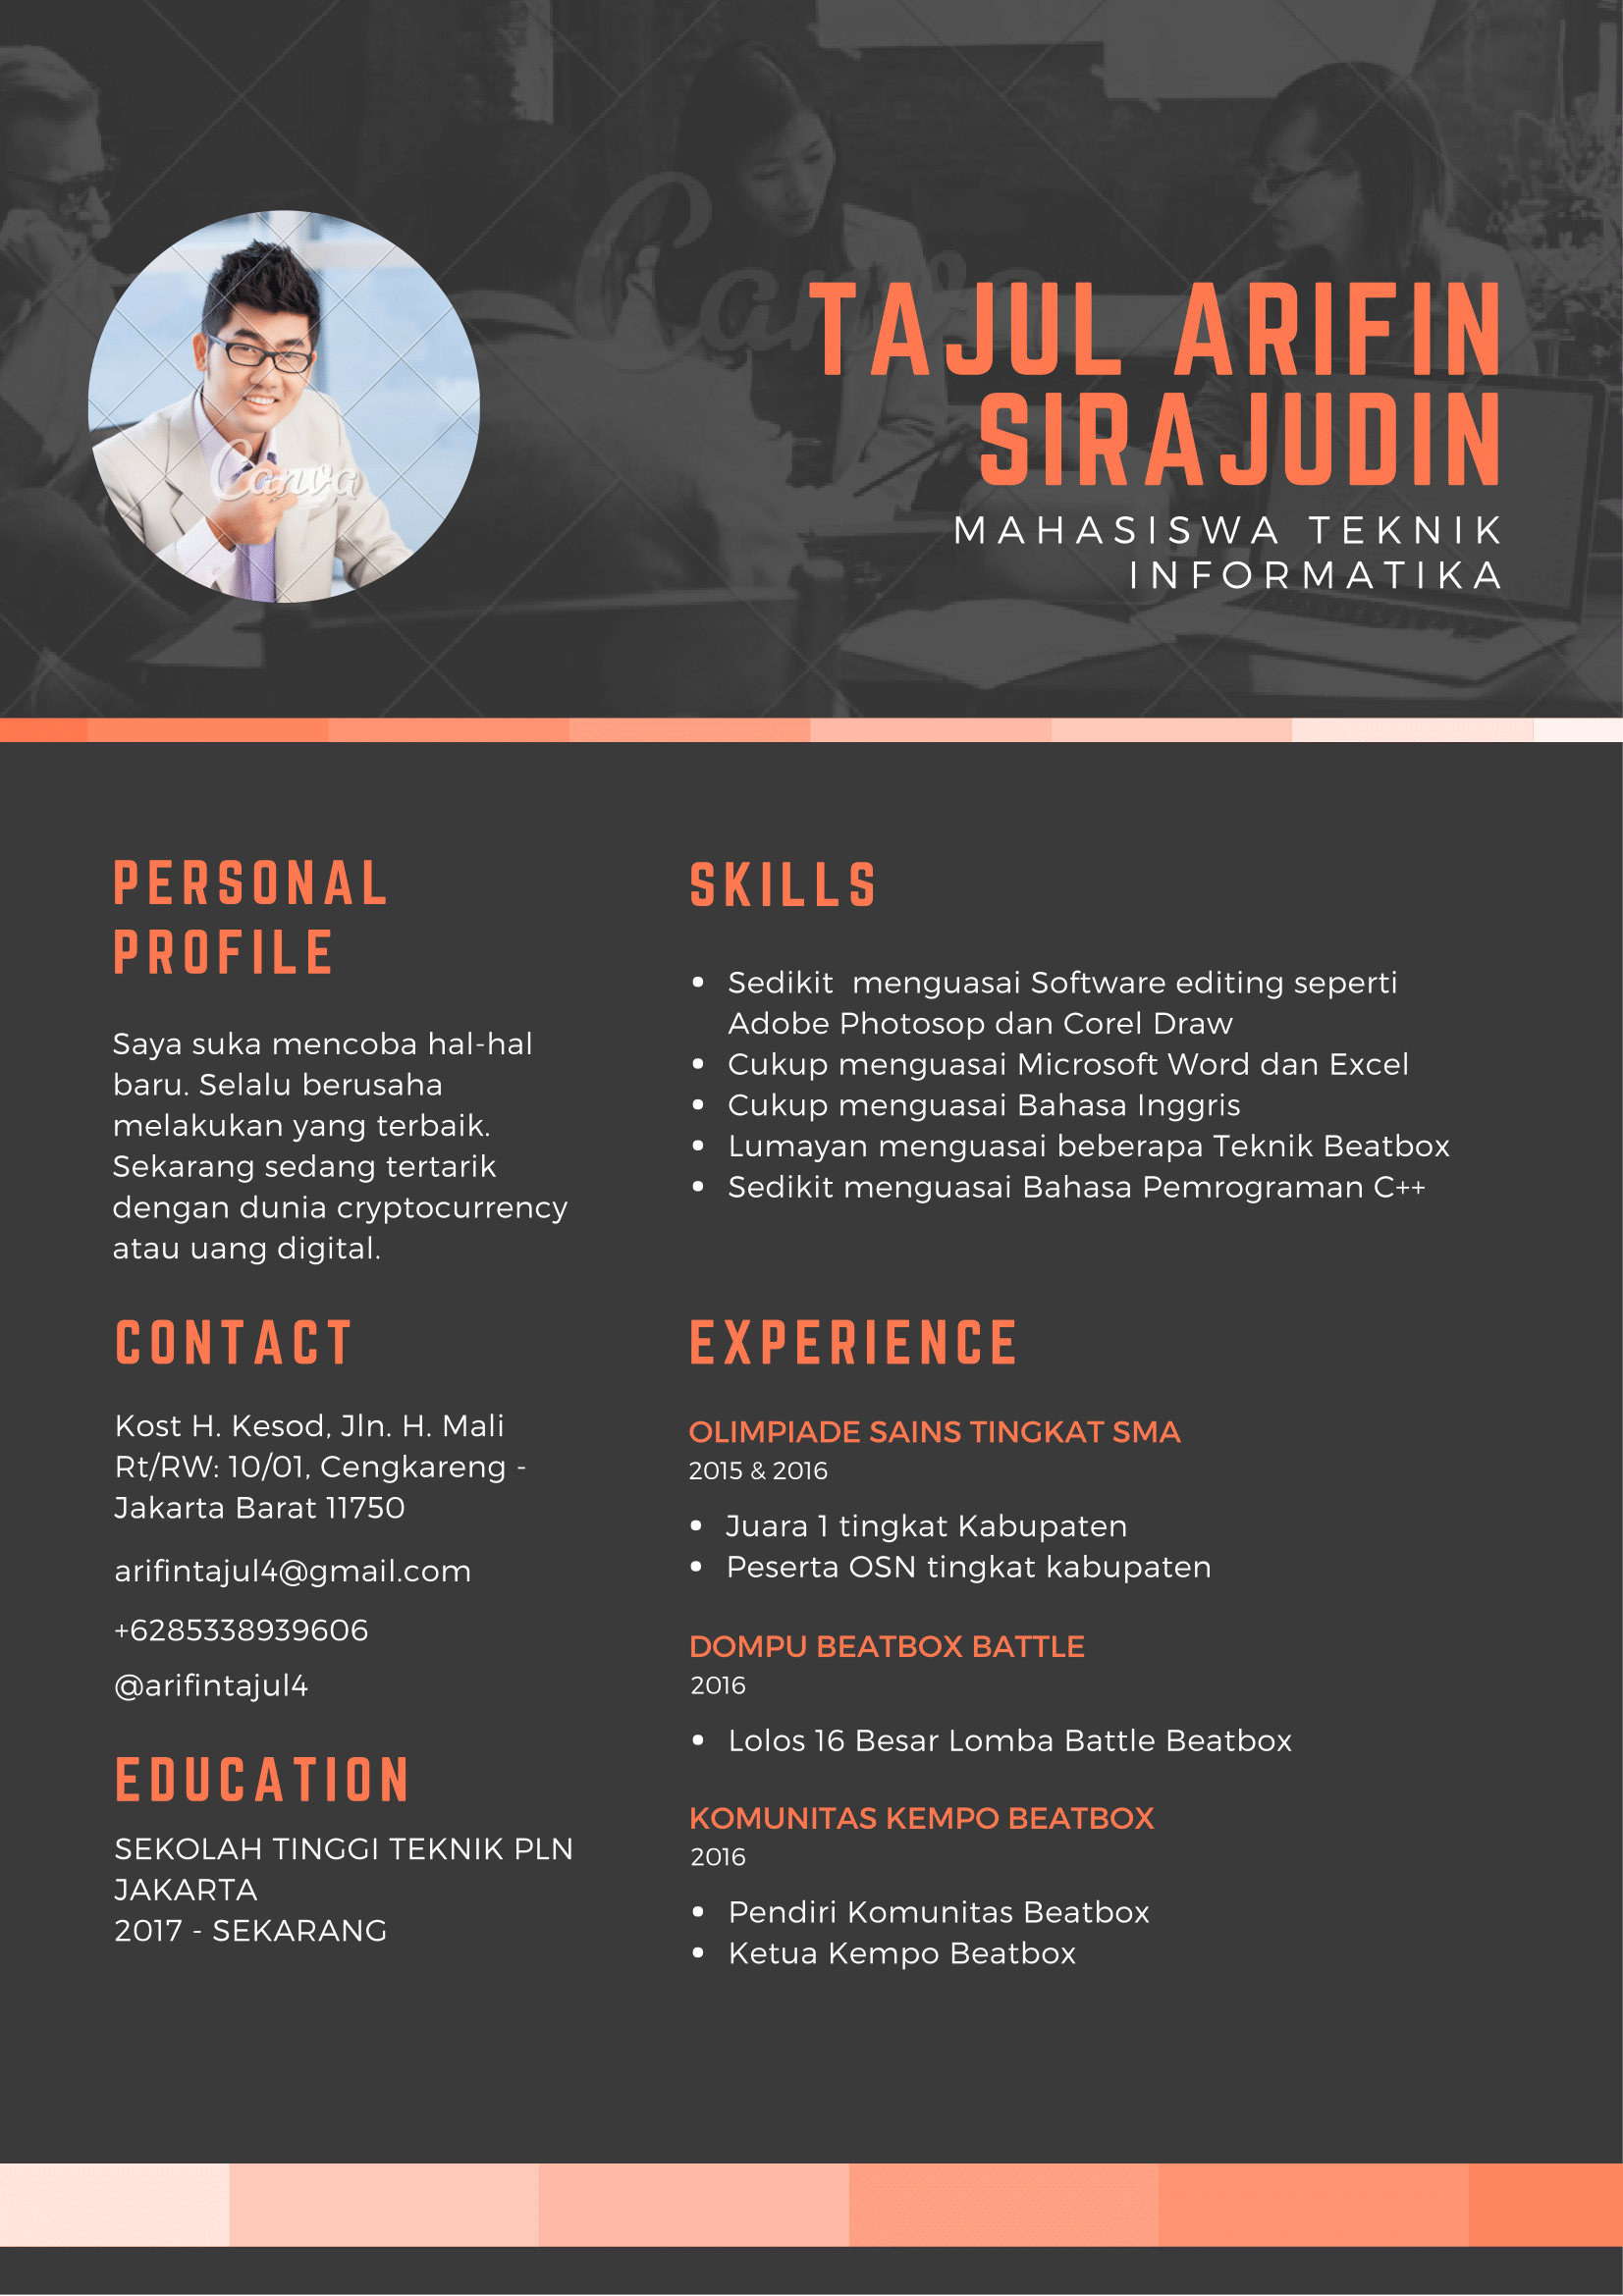 Canva
TAJUL ARIFIN
SIRAJUDIN
MAHASISWA TEKNIK
INFORMATIKA
Canva
PERSONAL
PROFILE
Saya suka mencoba hal-hal
baru. Selalu berusaha
melakukan yang terbaik.
Sekarang sedang tertarik
dengan dunia cryptocurrency
atau uang digital.
CONTACT
Kost H. Kesod, Jln. H. Mali
Rt/RW: 10/01, Cengkareng -
Jakarta Barat 11750
arifintajul4@gmail.com
+6285338939606
@arifintajul4
EDUCATION
SEKOLAH TINGGI TEKNIK PLN
JAKARTA
2017 - SEKARANG
SKILLS
• Sedikit menguasai Software editing seperti
Adobe Photosop dan Corel Draw
• Cukup menguasai Microsoft Word dan Excel
• Cukup menguasai Bahasa Inggris
• Lumayan menguasai beberapa Teknik Beatbox
• Sedikit menguasai Bahasa Pemrograman C++
EXPERIENCE
OLIMPIADE SAINS TINGKAT SMA
2015 & 2016
• Juara 1 tingkat Kabupaten
• Peserta OSN tingkat kabupaten
DOMPU BEATBOX BATTLE
2016
• Lolos 16 Besar Lomba Battle Beatbox
KOMUNITAS KEMPO BEATBOX
2016
• Pendiri Komunitas Beatbox
• Ketua Kempo Beatbox